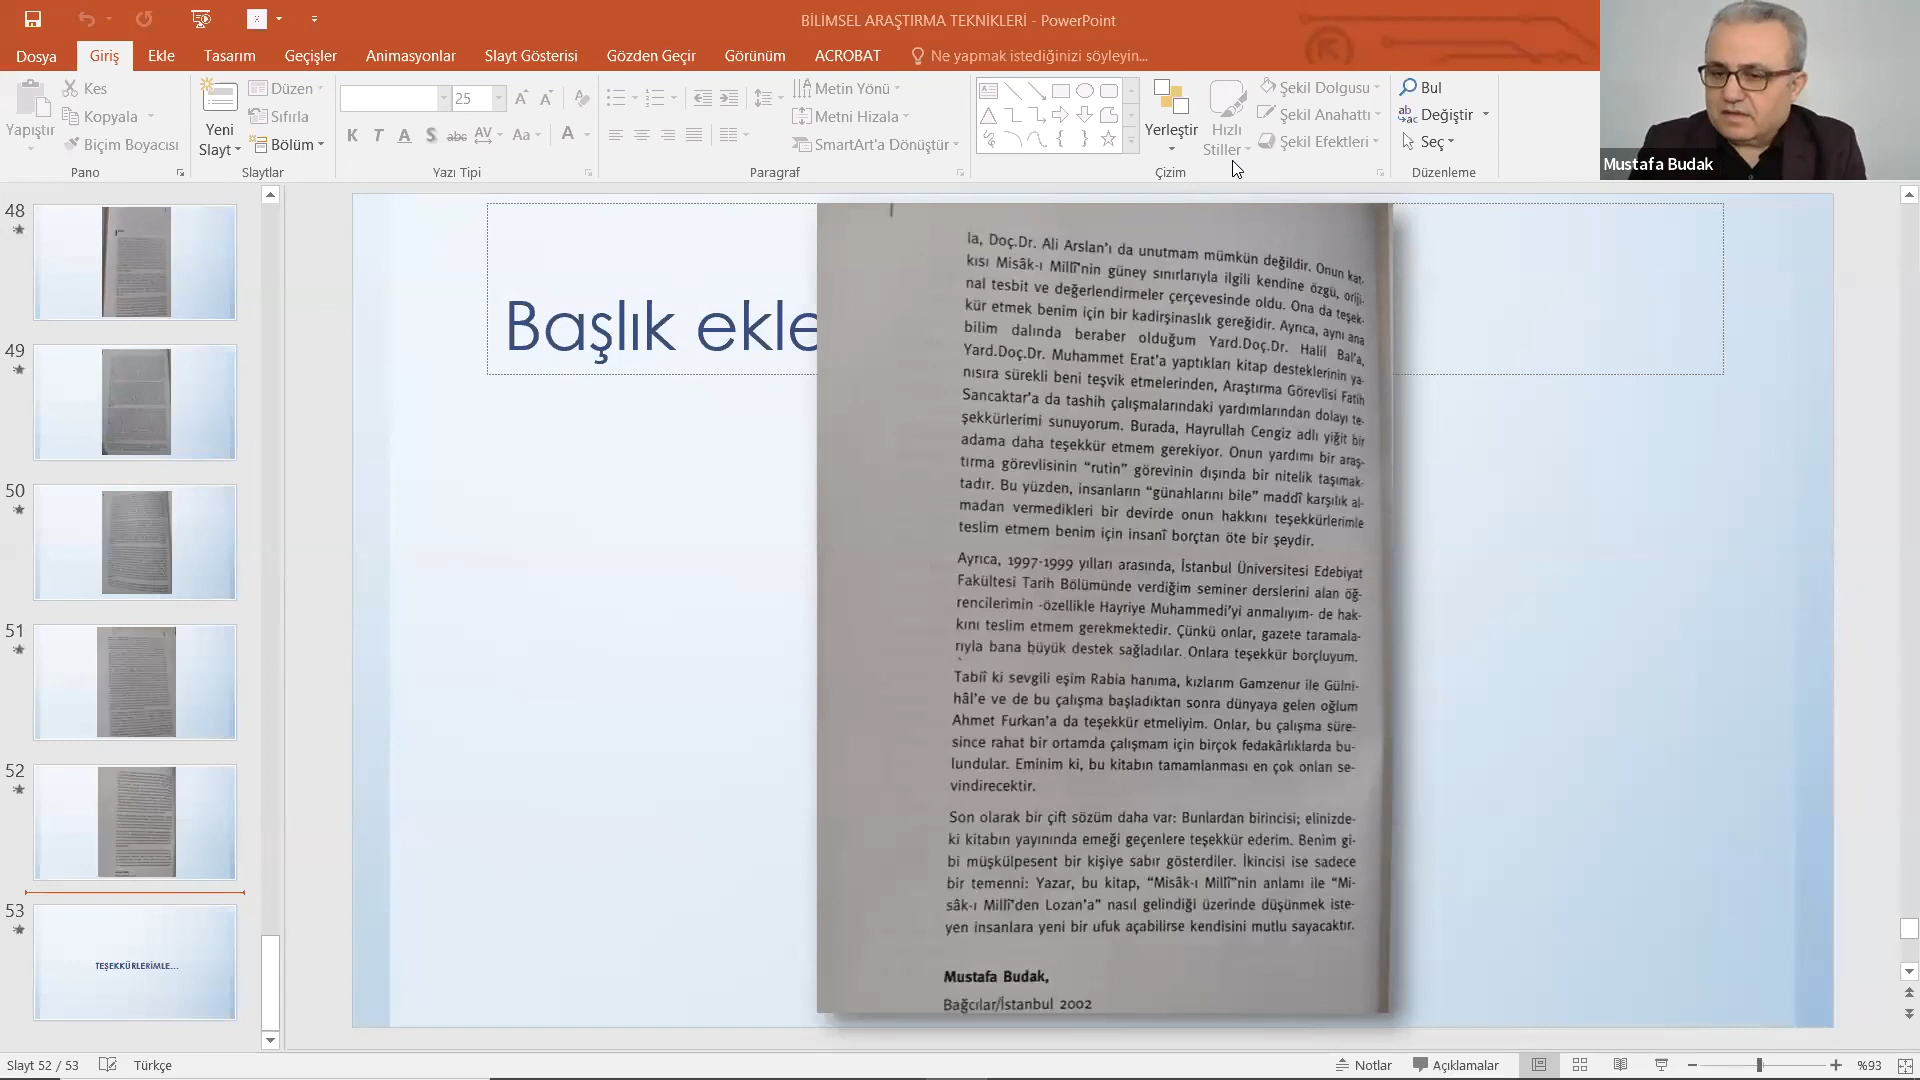 BİLİMSEL ARAŞTIRMA TEKNİKLERİ - PowerPoint
Dosya
Giriş
Ekle
Tasarım
Geçişler
Animasyonlar
Slayt Gösterisi
Gözden Geçir
Görünüm
ACROBAT
Ne yapmak istediğinizi söyleyin...
Yapıştır
Kes
Kopyala
Biçim Boyacısı
Pano
Yeni
Slayt
Düzen
Sıfırla
Bölüm
Slaytlar
25
K T A S abc AV Aa A
Yazı Tipi
Metin Yönü
Metni Hizala
SmartArt'a Dönüştür
Paragraf
Yerleştir
Hızlı
Stiller
Şekil Dolgusu
Şekil Anahattı
Şekil Efektleri
Çizim
Bul
Değiştir
Seç
Düzenleme
Mustafa Budak
48
49
50
51
52
53
TEŞEKKÜRLERİMLE...
Başlık ekle
la, Doç.Dr. Ali Arslan'ı da unutmam mümkün değildir. Onun kat-
kısı Misâk-ı Millî'nin güney sınırlarıyla ilgili kendine özgü, oriji-
nal tesbit ve değerlendirmeler çerçevesinde oldu. Ona da teşek-
kür etmek benim için bir kadirşinaslık gereğidir. Ayrıca, aynı ana
bilim dalında beraber olduğum Yard.Doç.Dr. Halil Bal'a,
Yard.Doç.Dr. Muhammet Erat'a yaptıkları kitap desteklerinin ya-
nısıra sürekli beni teşvik etmelerinden, Araştırma Görevlisi Fatih
Sancaktar'a da tashih çalışmalarındaki yardımlarından dolayı te-
şekkürlerimi sunuyorum. Burada, Hayrullah Cengiz adlı yiğit bir
adama daha teşekkür etmem gerekiyor. Onun yardımı bir araş-
tırma görevlisinin "rutin" görevinin dışında bir nitelik taşımak-
tadır. Bu yüzden, insanların "günahlarını bile" maddî karşılık al-
madan vermedikleri bir devirde onun hakkını teşekkürlerimle
teslim etmem benim için insanî borçtan öte bir şeydir.
Ayrıca, 1997-1999 yılları arasında, İstanbul Üniversitesi Edebiyat
Fakültesi Tarih Bölümünde verdiğim seminer derslerini alan öğ-
rencilerimin -özellikle Hayriye Muhammedi'yi anmalıyım- de hak-
kını teslim etmem gerekmektedir. Çünkü onlar, gazete taramala-
rıyla bana büyük destek sağladılar. Onlara teşekkür borçluyum.
Tabiî ki sevgili eşim Rabia hanıma, kızlarım Gamzenur ile Gülni-
hâl'e ve de bu çalışma başladıktan sonra dünyaya gelen oğlum
Ahmet Furkan'a da teşekkür etmeliyim. Onlar, bu çalışma süre-
since rahat bir ortamda çalışmam için birçok fedakârlıklarda bu-
lundular. Eminim ki, bu kitabın tamamlanması en çok onları se-
vindirecektir.
Son olarak bir çift sözüm daha var: Bunlardan birincisi; elinizde-
ki kitabın yayınında emeği geçenlere teşekkür ederim. Benim gi-
bi müşkülpesent bir kişiye sabır gösterdiler. İkincisi ise sadece
bir temenni: Yazar, bu kitap, "Misâk-ı Millî"nin anlamı ile "Mi-
sâk-ı Millî'den Lozan'a" nasıl gelindiği üzerinde düşünmek iste-
yen insanlara yeni bir ufuk açabilirse kendisini mutlu sayacaktır.
Mustafa Budak,
Bağcılar/İstanbul 2002
Slayt 52 / 53
Türkçe
Notlar
Açıklamalar
%93